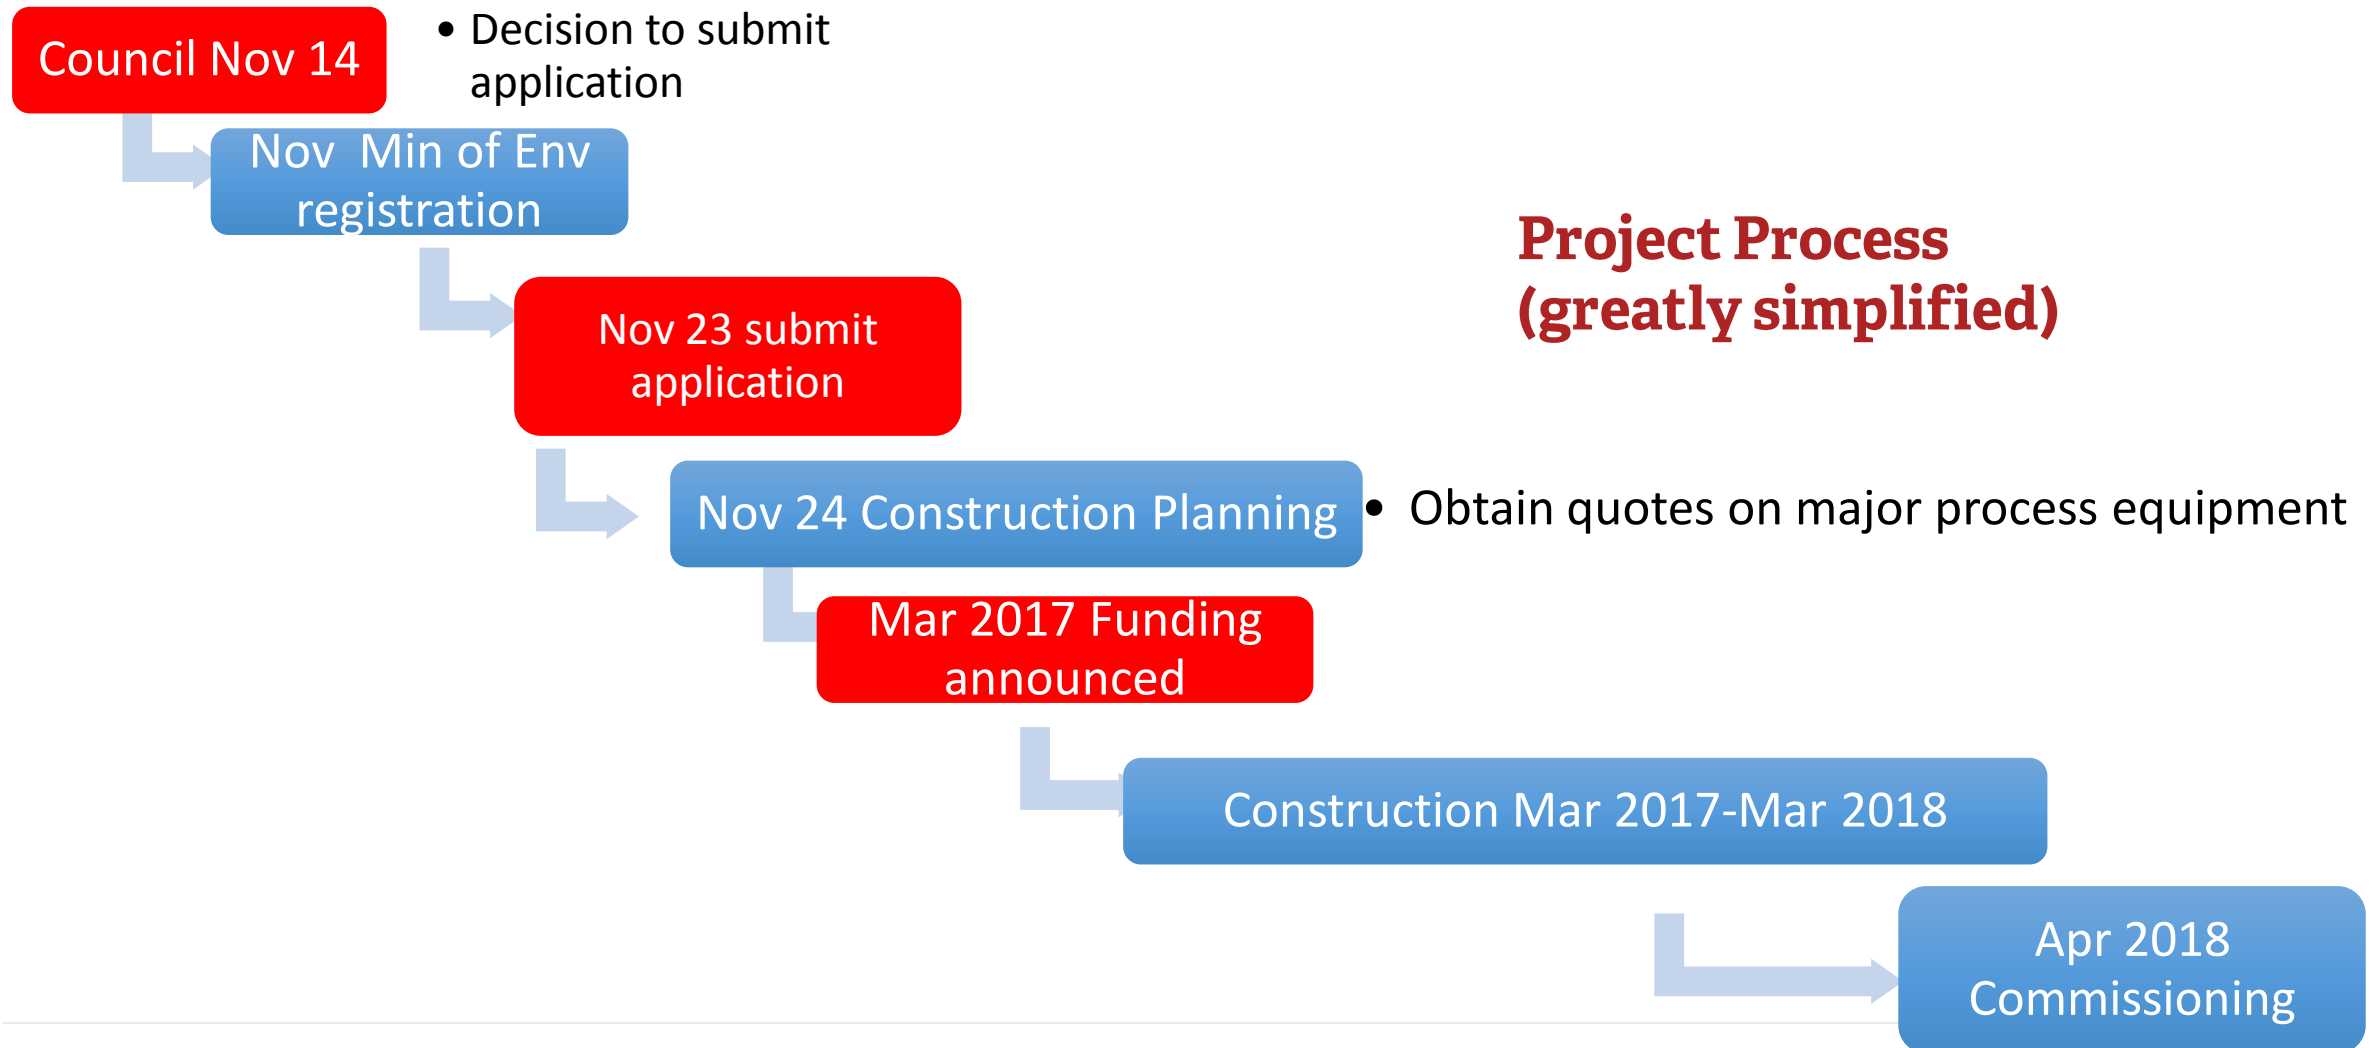 Council Nov 14
• Decision to submit
application
Nov  Min of Env
registration
Project Process
(greatly simplified)
Nov 23 submit
application
Nov 24 Construction Planning
• Obtain quotes on major process equipment
Mar 2017 Funding
announced
Construction Mar 2017-Mar 2018
Apr 2018
Commissioning